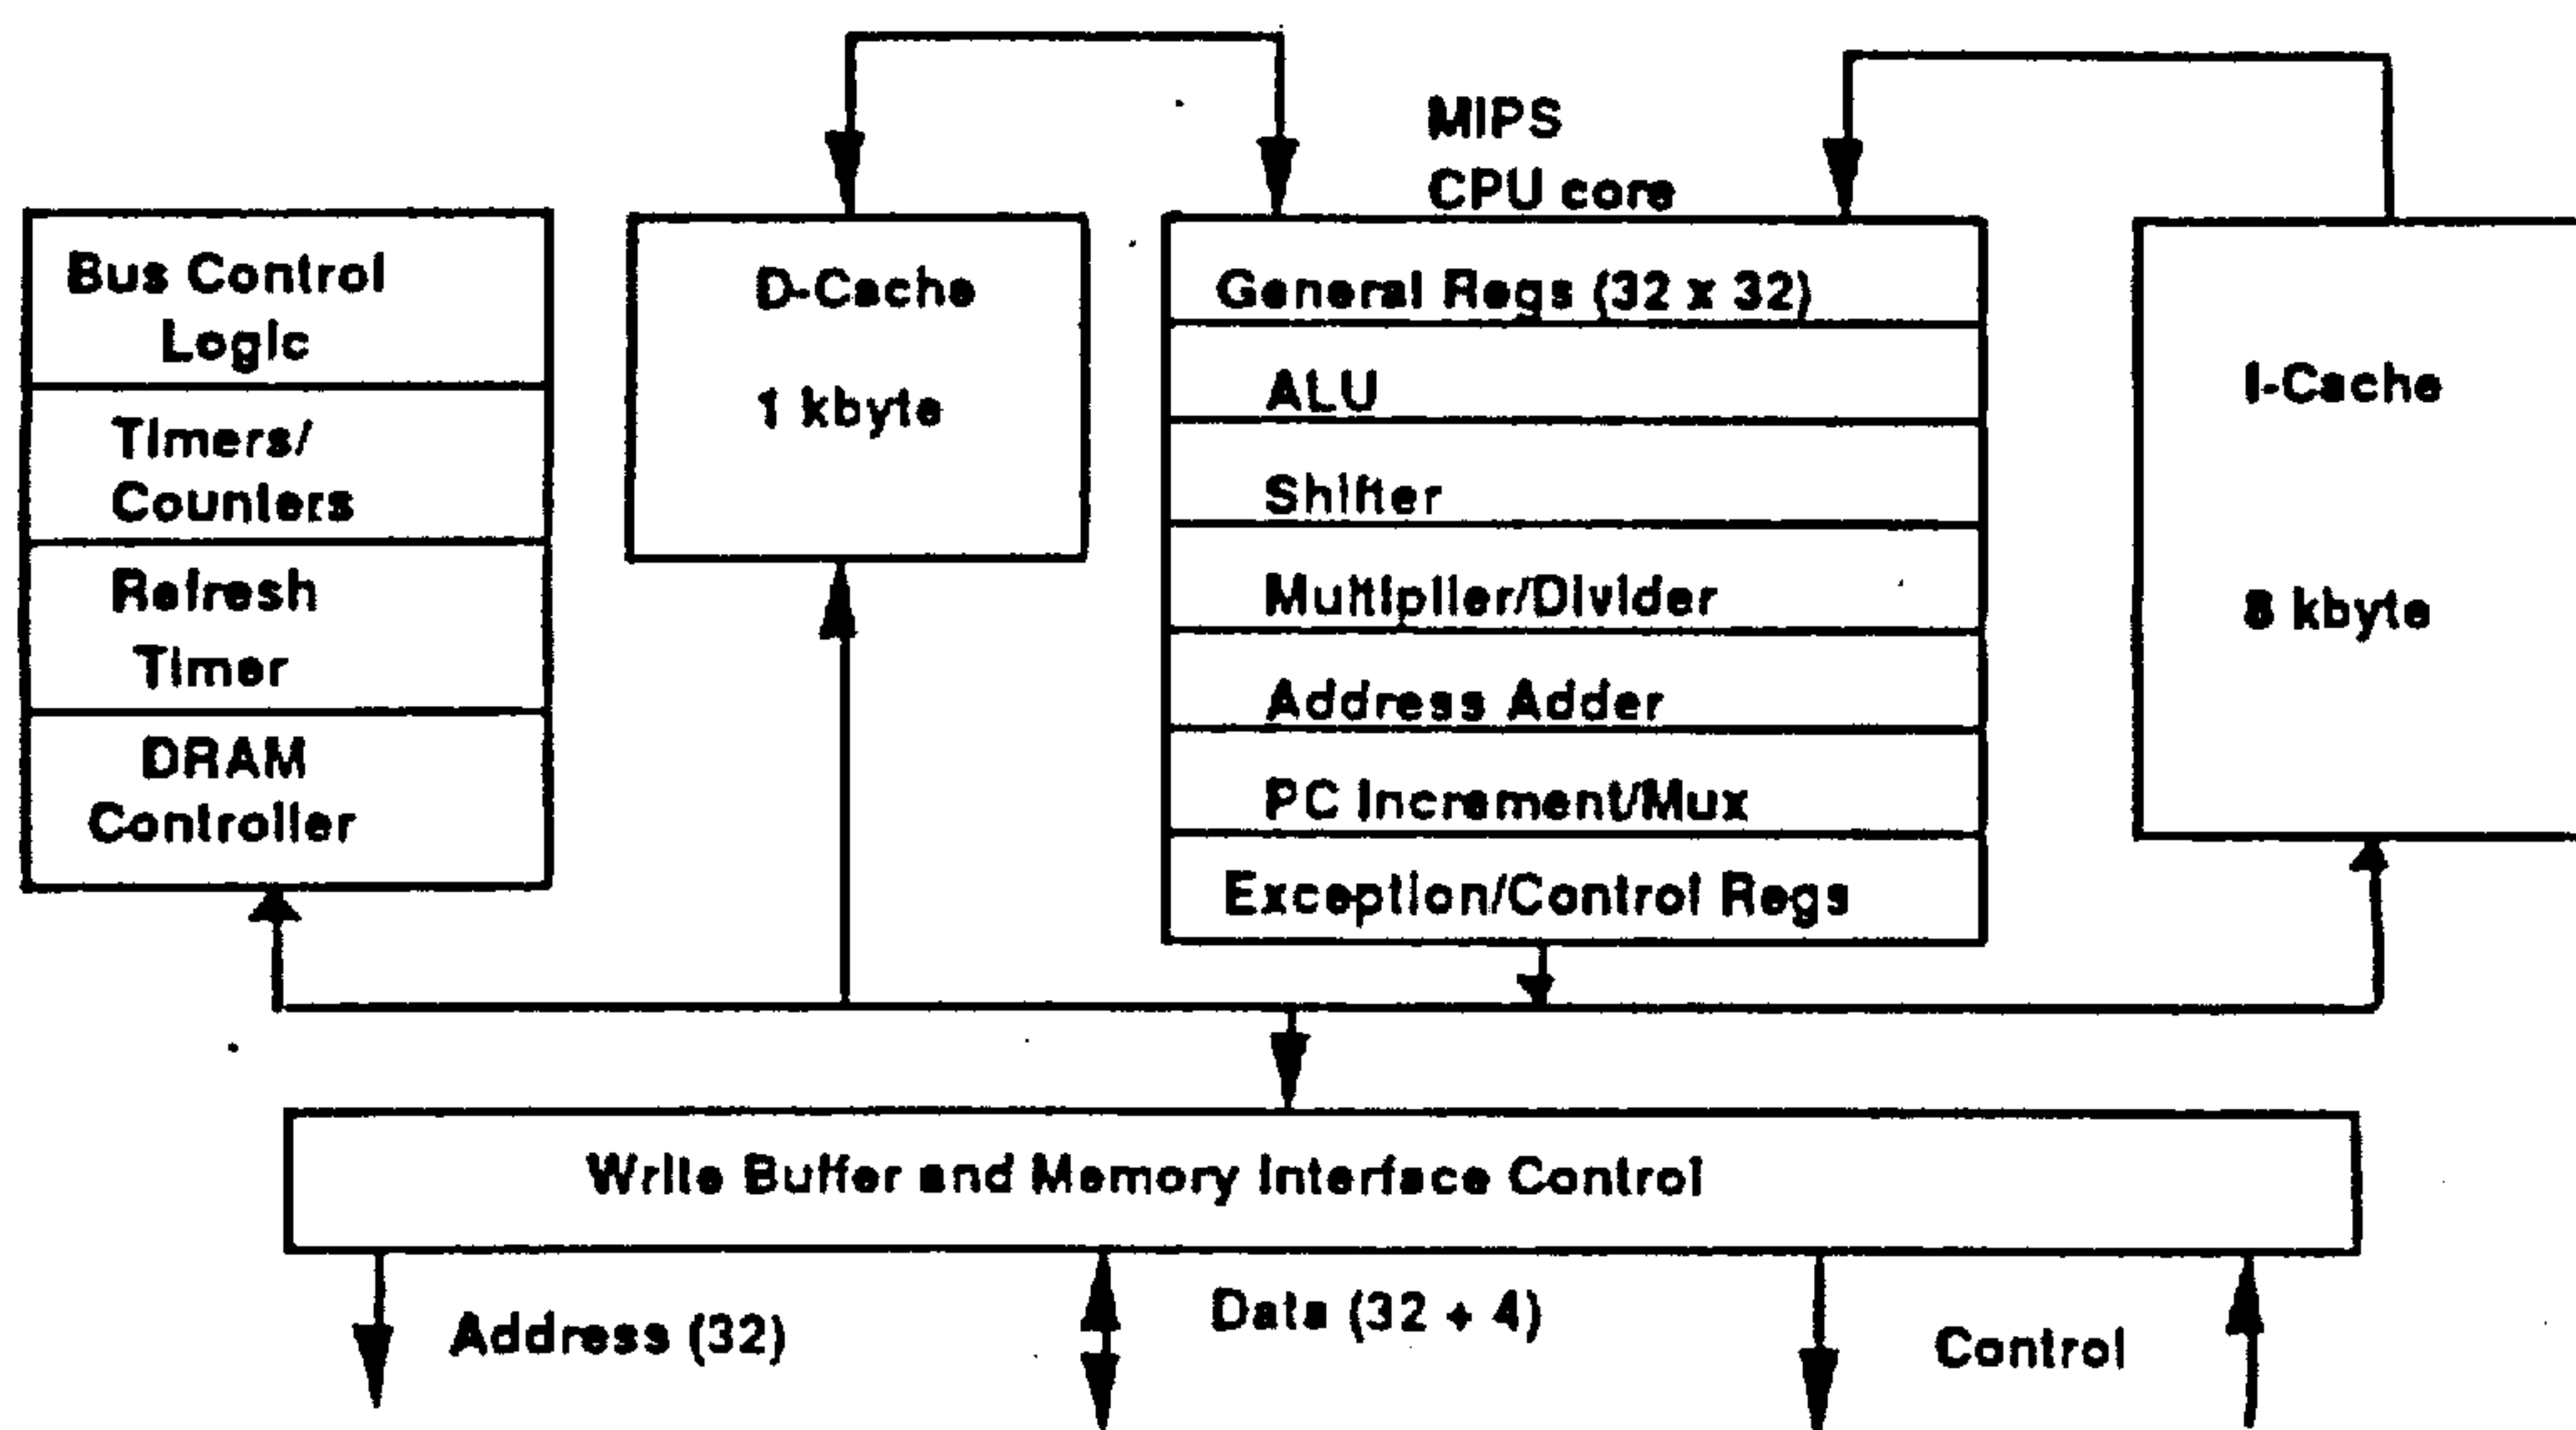 MIPS
CPU core
Bus Control
Logic
Timers/
Counters
Refresh
Timer
DRAM
Controller
D-Cache
1 kbyte
General Regs (32 x 32)
ALU
Shifter
Multiplier/Divider
Address Adder
PC Increment/Mux
Exception/Control Regs
I-Cache
8 kbyte
Write Buffer and Memory Interface Control
Address (32)
Data (32 + 4)
Control